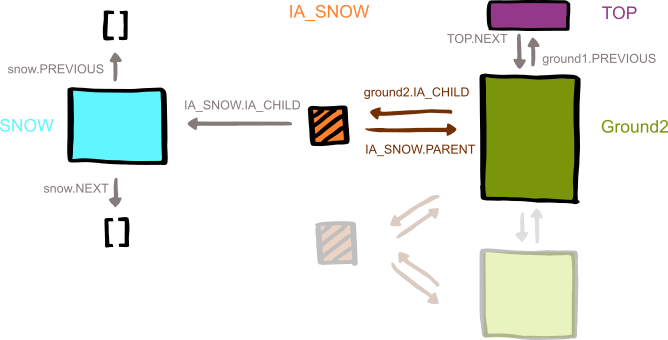 IA_SNOW
TOP
[]
TOP.NEXT
snow.PREVIOUS
ground1.PREVIOUS
ground2.IA_CHILD
IA_SNOW.IA_CHILD
SNOW
Ground2
IA_SNOW.PARENT
snow.NEXT
[]